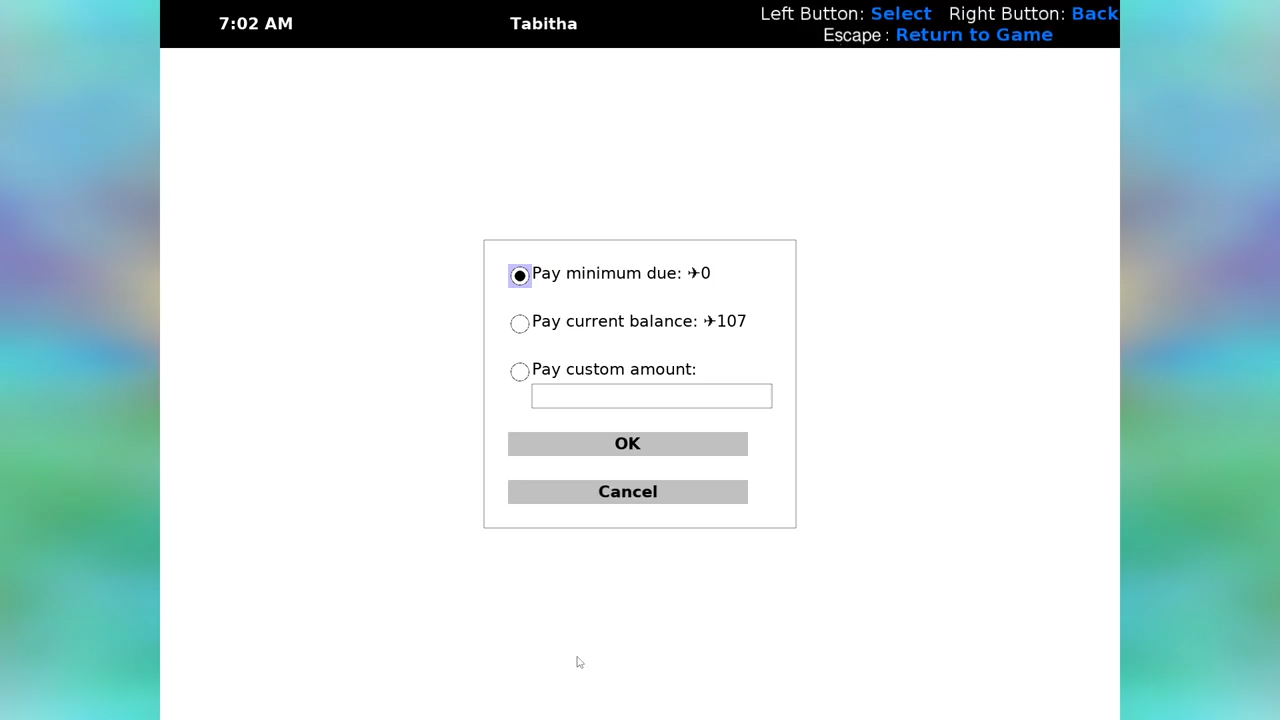 7:02 AM
Tabitha
Left Button: Select Right Button: Back
Escape : Return to Game
Pay minimum due: ✈0
Pay current balance: ✈107
Pay custom amount:
OK
Cancel